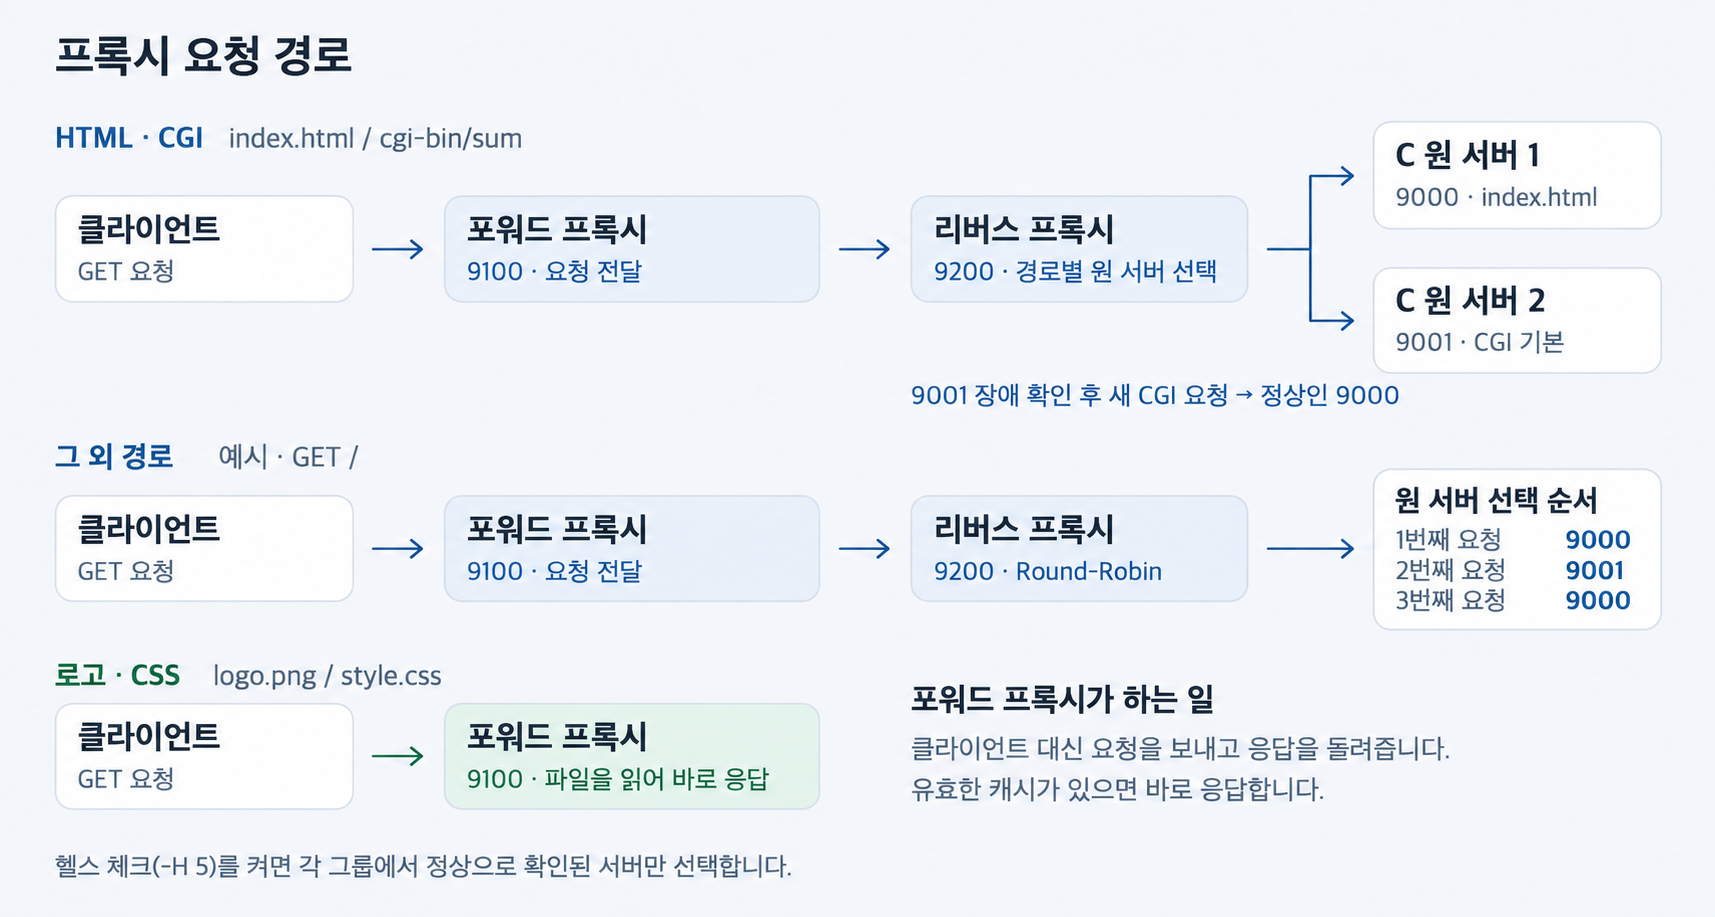 프록시 요청 경로
HTML · CGI index.html / cgi-bin/sum
클라이언트
GET 요청
포워드 프록시
9100 · 요청 전달
리버스 프록시
9200 · 경로별 원 서버 선택
C 원 서버 1
9000 · index.html
C 원 서버 2
9001 · CGI 기본
9001 장애 확인 후 새 CGI 요청 → 정상인 9000
그 외 경로 예시 · GET /
클라이언트
GET 요청
포워드 프록시
9100 · 요청 전달
리버스 프록시
9200 · Round-Robin
원 서버 선택 순서
1번째 요청 9000
2번째 요청 9001
3번째 요청 9000
로고 · CSS logo.png / style.css
클라이언트
GET 요청
포워드 프록시
9100 · 파일을 읽어 바로 응답
포워드 프록시가 하는 일
클라이언트 대신 요청을 보내고 응답을 돌려줍니다.
유효한 캐시가 있으면 바로 응답합니다.
헬스 체크(-H 5)를 켜면 각 그룹에서 정상으로 확인된 서버만 선택합니다.